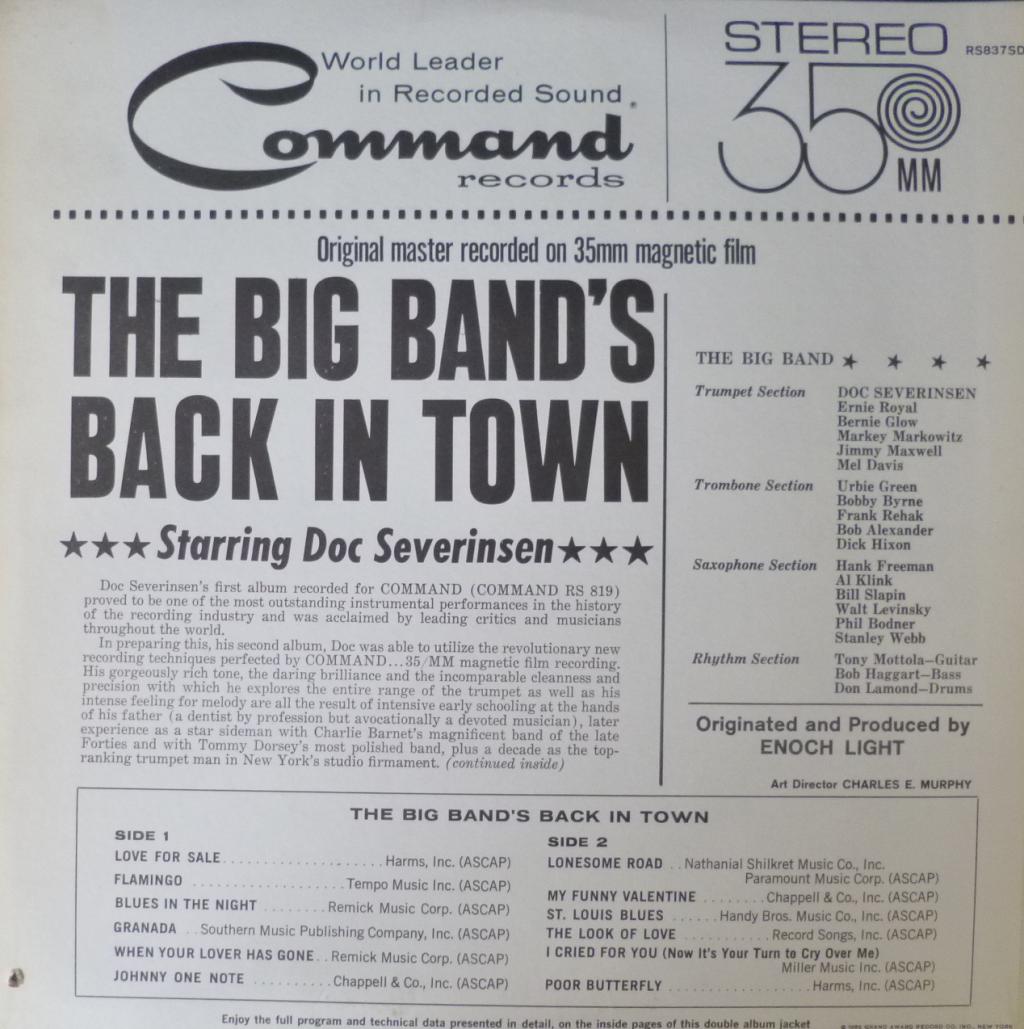 World Leader
in Recorded Sound
Command
records
STEREO
RS837SD
35
MM
Original master recorded on 35mm magnetic film
THE BIG BAND'S
BACK IN TOWN
★★★Starring Doc Severinsen★★★
Doc Severinsen's first album recorded for COMMAND (COMMAND RS 819)
proved to be one of the most outstanding instrumental performances in the history
of the recording industry and was acclaimed by leading critics and musicians
throughout the world.
In preparing this, his second album, Doc was able to utilize the revolutionary new
recording techniques perfected by COMMAND...35/MM magnetic film recording.
His gorgeously rich tone, the daring brilliance and the incomparable cleanness and
precision with which he explores the entire range of the trumpet as well as his
intense feeling for melody are all the result of intensive early schooling at the hands
of his father (a dentist by profession but avocationally a devoted musician), later
experience as a star sideman with Charlie Barnet's magnificent band of the late
Forties and with Tommy Dorsey's most polished band, plus a decade as the top-
ranking trumpet man in New York's studio firmament. (continued inside)
THE BIG BAND ★ ★ ★ ★
Trumpet Section DOC SEVERINSEN
Ernie Royal
Bernie Glow
Markey Markowitz
Jimmy Maxwell
Mel Davis
Trombone Section Urbie Green
Bobby Byrne
Frank Rehak
Bob Alexander
Dick Hixon
Saxophone Section Hank Freeman
Al Klink
Bill Slapin
Walt Levinsky
Phil Bodner
Stanley Webb
Rhythm Section Tony Mottola—Guitar
Bob Haggart—Bass
Don Lamond—Drums
Originated and Produced by
ENOCH LIGHT
Art Director CHARLES E. MURPHY
THE BIG BAND'S BACK IN TOWN
SIDE 1
LOVE FOR SALE . . . . . . . . . . . . . . . . . . . Harms, Inc. (ASCAP)
FLAMINGO . . . . . . . . . . . . . . . . . . Tempo Music Inc. (ASCAP)
BLUES IN THE NIGHT . . . . . . . . Remick Music Corp. (ASCAP)
GRANADA . . Southern Music Publishing Company, Inc. (ASCAP)
WHEN YOUR LOVER HAS GONE . . Remick Music Corp. (ASCAP)
JOHNNY ONE NOTE . . . . . . . . . . Chappell & Co., Inc. (ASCAP)
SIDE 2
LONESOME ROAD . . Nathanial Shilkret Music Co., Inc.
Paramount Music Corp. (ASCAP)
MY FUNNY VALENTINE . . . . . . . . Chappell & Co., Inc. (ASCAP)
ST. LOUIS BLUES . . . . . . Handy Bros. Music Co., Inc. (ASCAP)
THE LOOK OF LOVE . . . . . . . . . . . Record Songs, Inc. (ASCAP)
I CRIED FOR YOU (Now It's Your Turn to Cry Over Me)
Miller Music Inc. (ASCAP)
POOR BUTTERFLY . . . . . . . . . . . . . . . . . . Harms, Inc. (ASCAP)
Enjoy the full program and technical data presented in detail, on the inside pages of this double album jacket
GRAND AWARD RECORD CO., INC., NEW YORK